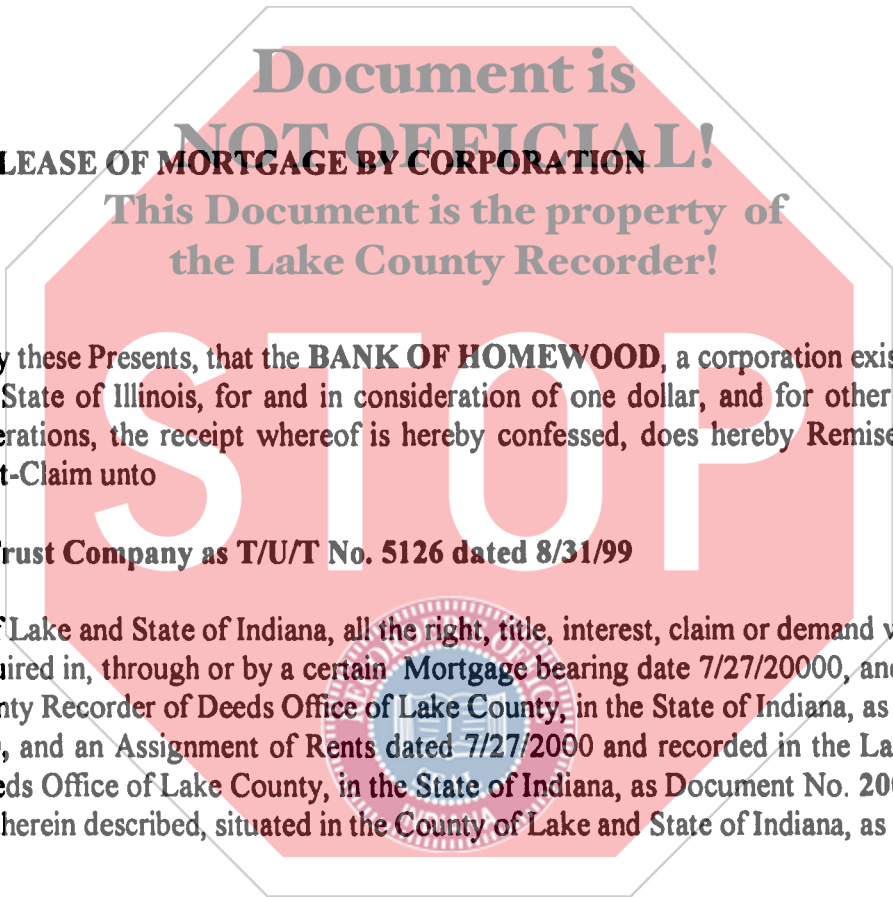 Document is
NOT OFFICIAL!
LEASE OF MORTGAGE BY CORPORATION
This Document is the property of
the Lake County Recorder!
y these Presents, that the BANK OF HOMEWOOD, a corporation exis
State of Illinois, for and in consideration of one dollar, and for other
erations, the receipt whereof is hereby confessed, does hereby Remise
t-Claim unto
STOP
rust Company as T/U/T No. 5126 dated 8/31/99
f Lake and State of Indiana, all the right, title, interest, claim or demand
uired in, through or by a certain Mortgage bearing date 7/27/20000, and
nty Recorder of Deeds Office of Lake County, in the State of Indiana, as
, and an Assignment of Rents dated 7/27/2000 and recorded in the La
eds Office of Lake County, in the State of Indiana, as Document No. 200
herein described, situated in the County of Lake and State of Indiana, as
RECORDER OFFICE
INDIANA